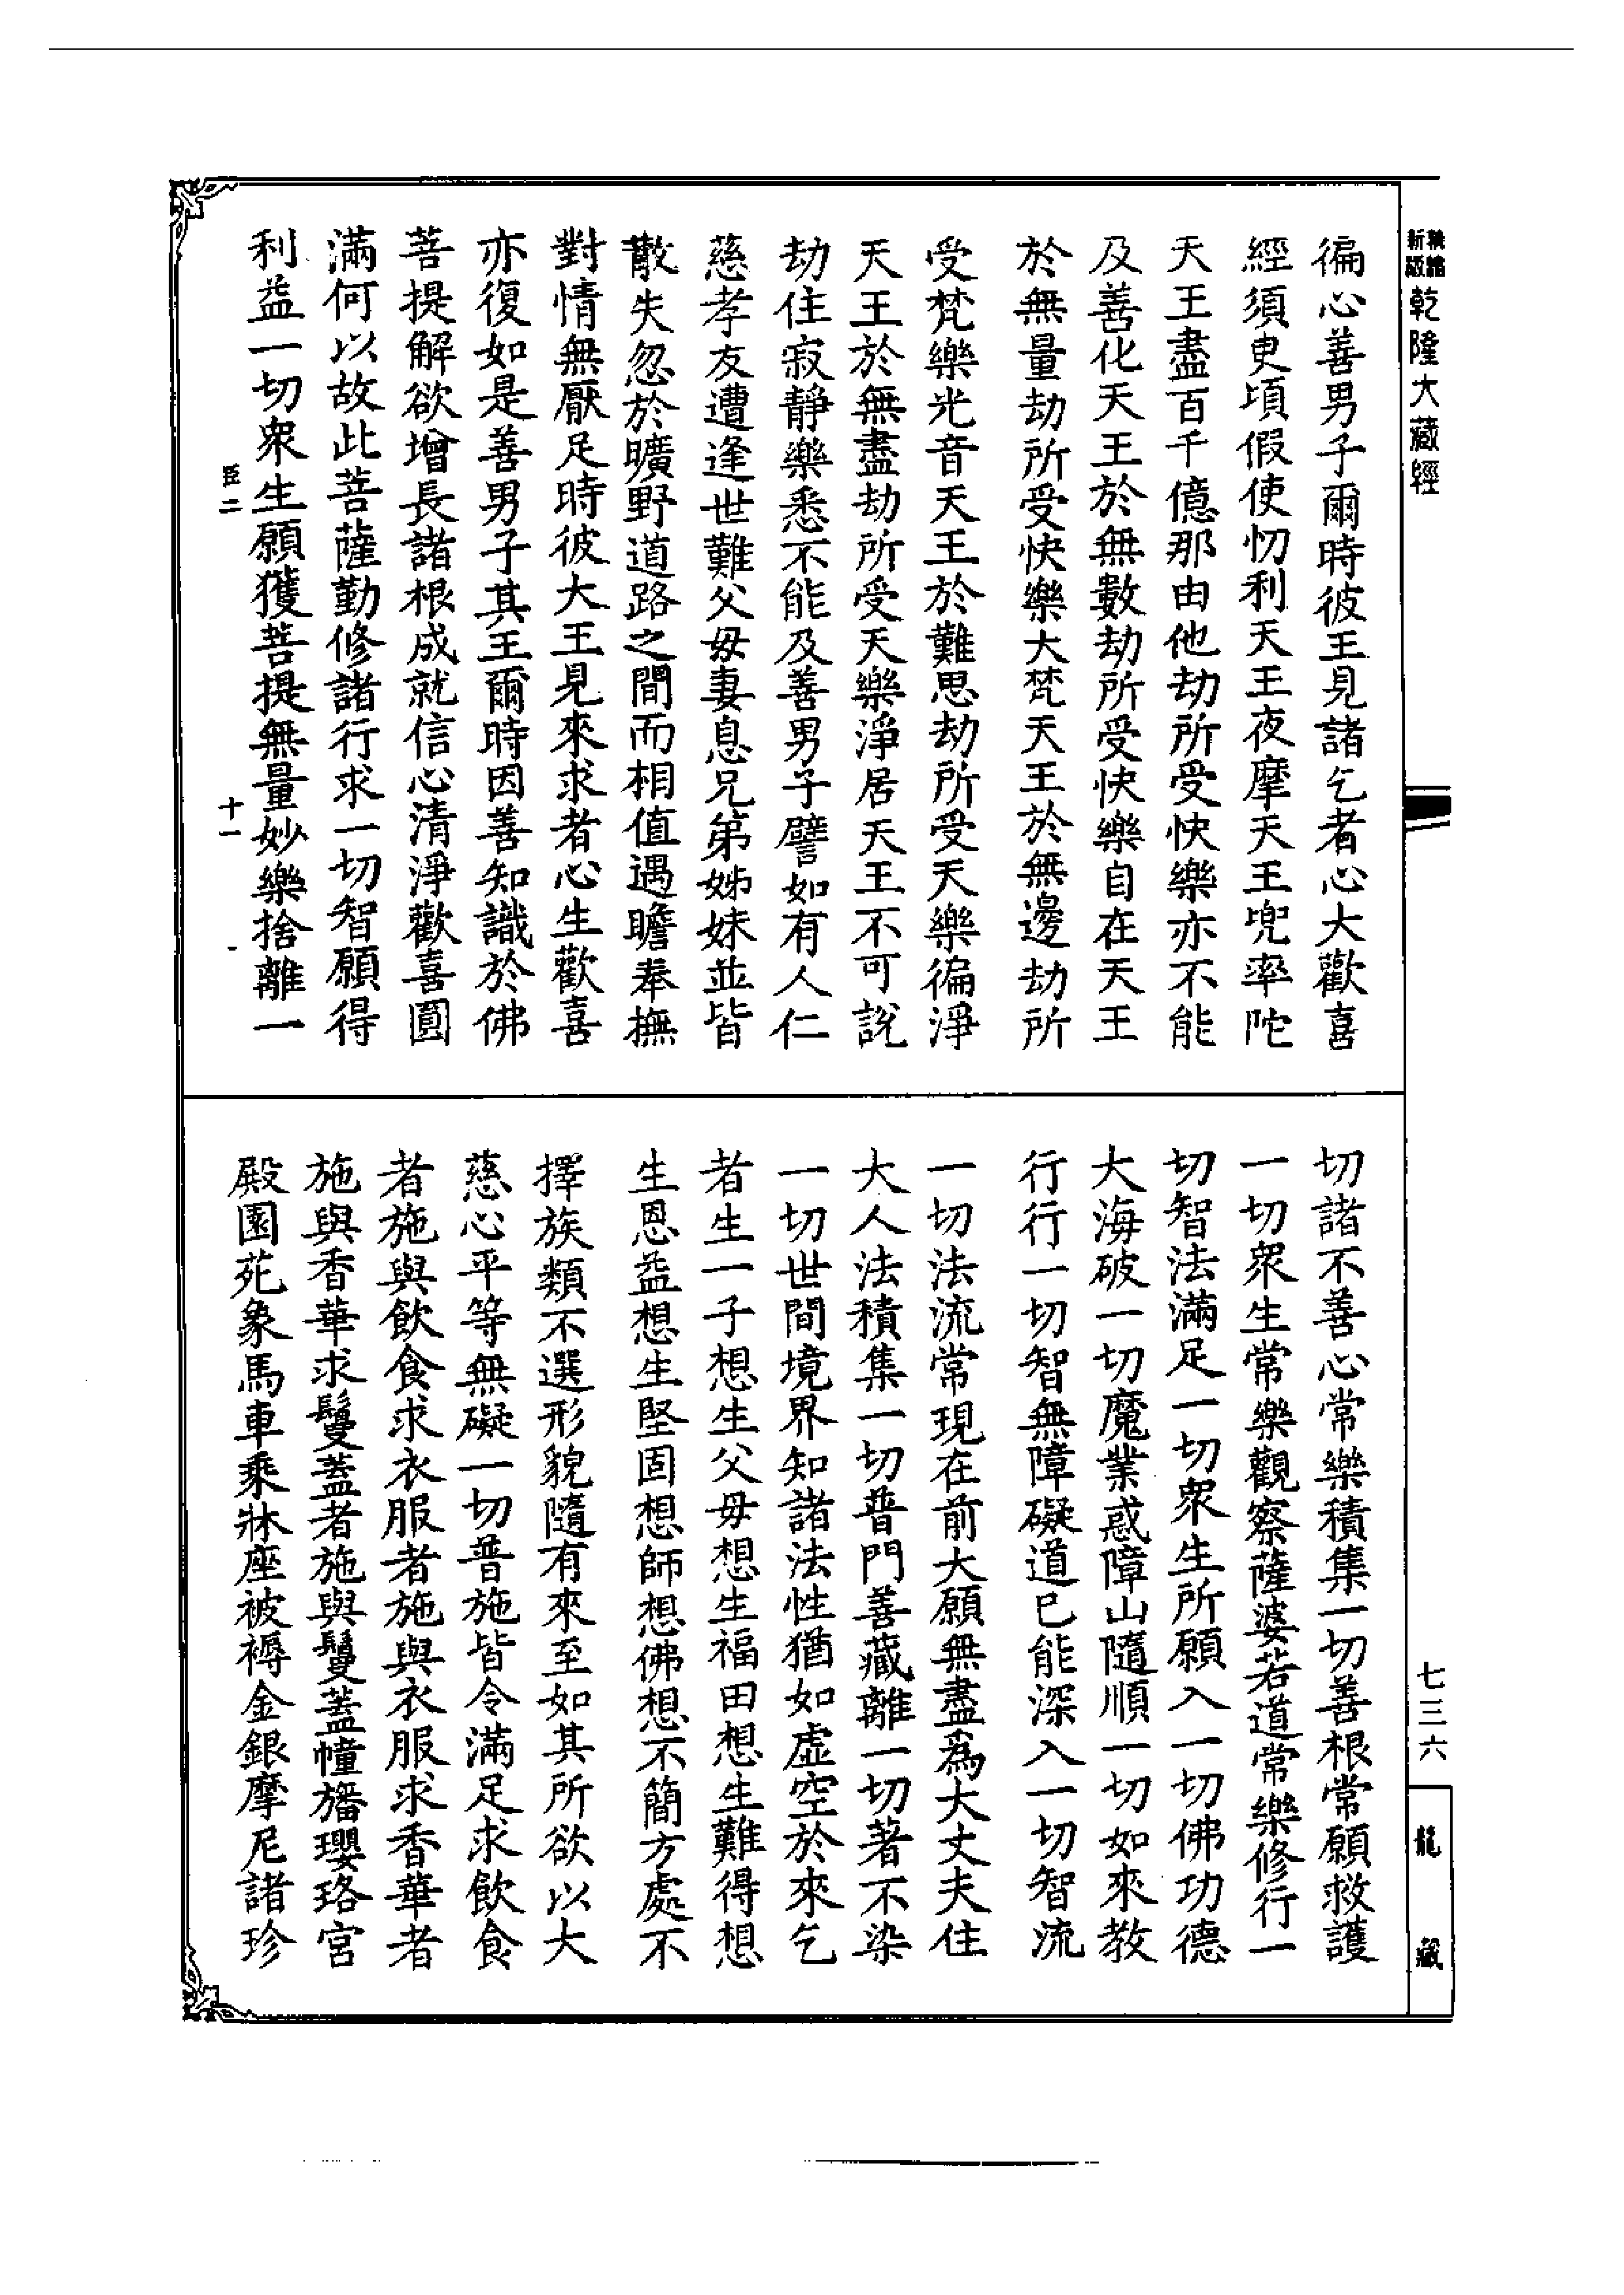 新版
乾隆大藏經
徧心善男子爾時彼王見諸乞者心大歡喜
經須臾頃假使忉利天王夜摩天王兜率陀
天王盡百千億那由他劫所受快樂亦不能
及善化天王於無數劫所受快樂自在天王
於無量劫所受快樂大梵天王於無邊劫所
受梵樂光音天王於難思劫所受天樂徧淨
天王於無盡劫所受天樂淨居天王不可說
劫住寂靜樂悉不能及善男子譬如有人仁
慈孝友遭逢世難父母妻息兄弟姊妹並皆
散失忽於曠野道路之間而相值遇瞻奉撫
對情無厭足時彼大王見來求者心生歡喜
亦復如是善男子其王爾時因善知識於佛
菩提解欲增長諸根成就信心清淨歡喜圓
滿何以故此菩薩勤修諸行求一切智願得
利益一切衆生願獲菩提無量妙樂捨離一
臣二
十一
切諸不善心常樂積集一切善根常願救護
一切衆生常樂觀察薩婆若道常樂修行一
切智法滿足一切衆生所願入一切佛功德
大海破一切魔業惑障山隨順一切如來教
行行一切智無障礙道已能深入一切智流
一切法流常現在前大願無盡為大丈夫住
大人法積集一切普門善藏離一切著不染
一切世間境界知諸法性猶如虛空於來乞
者生一子想生父母想生福田想生難得想
生恩益想生堅固想師想佛想不簡方處不
擇族類不選形貌隨有來至如其所欲以大
慈心平等無礙一切普施皆令滿足求飲食
者施與飲食求衣服者施與衣服求香華者
施與香華求鬘蓋者施與鬘蓋幢旛瓔珞宮
殿園苑象馬車乘牀座被褥金銀摩尼諸珍
七三六
龍藏